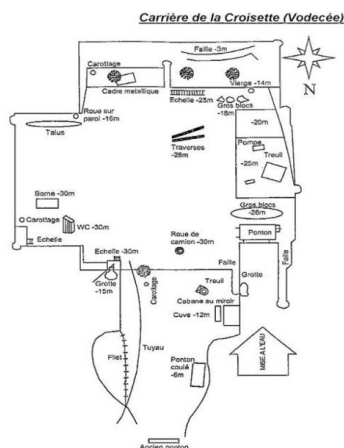 Carrière de la Croisette (Vodecée)
Faille -3m
Carottage
Cadre metallique
Vierge -14m
Echelle -25m
Gros blocs
-18m
N
Roue sur
paroi -16m
Talus
Traverses
-28m
-20m
Pompe
Treuil
-25m
Borne -30m
Gros blocs
-26m
Carottage
WC -30m
Ponton
Echelle
Roue de
camion -30m
Echelle -30m
Faille
Faille
Grotte
-15m
Carottage
Treuil
Grotte
Cabane au miroir
Cuve -12m
Filet
Tuyau
Ponton
coulé
-6m
MISE A L'EAU
Ancien ponton